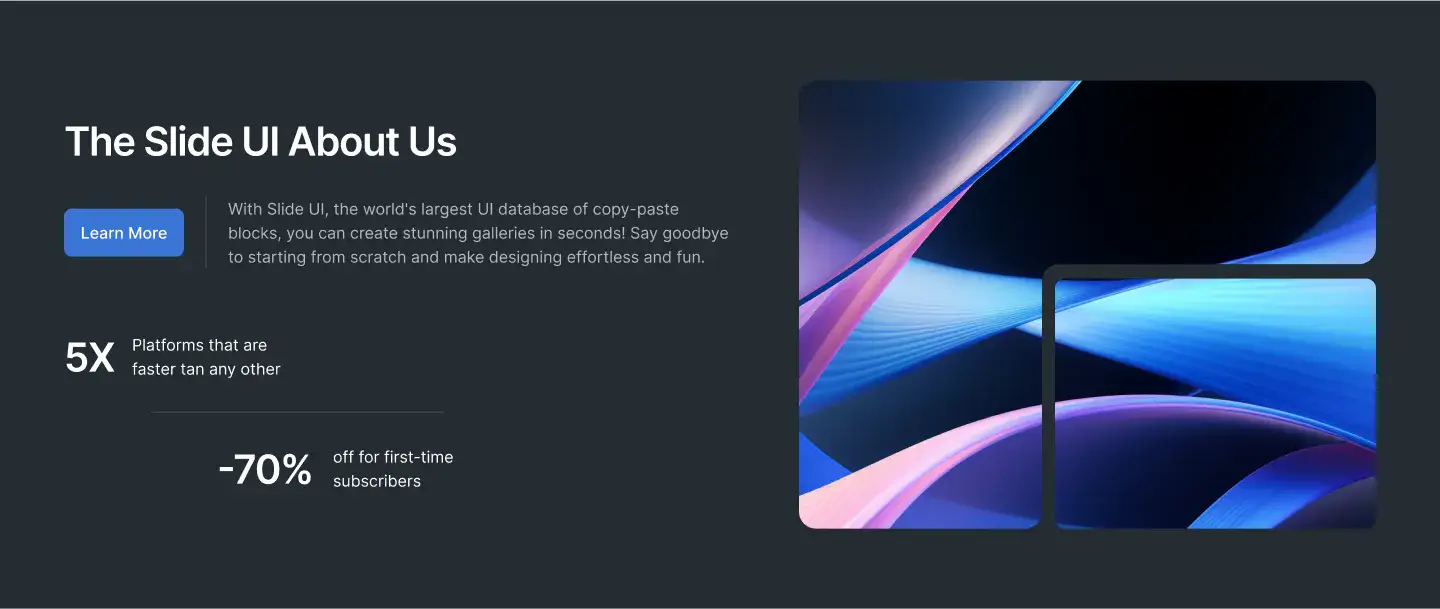 The Slide UI About Us
Learn More
With Slide UI, the world's largest UI database of copy-paste
blocks, you can create stunning galleries in seconds! Say goodbye
to starting from scratch and make designing effortless and fun.
5X
Platforms that are
faster tan any other
-70%
off for first-time
subscribers